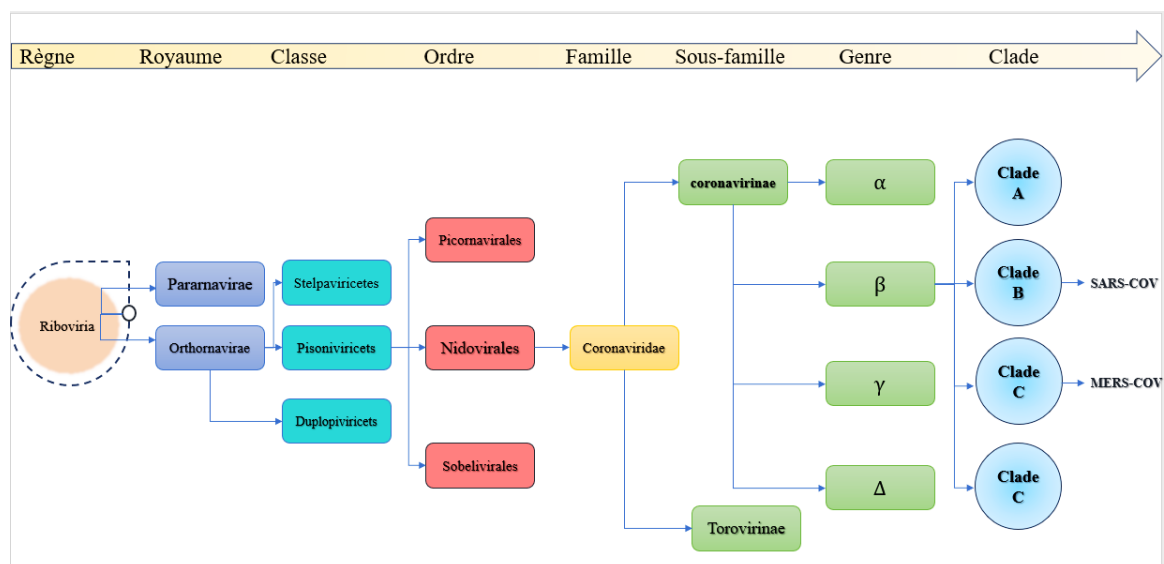 Règne
Royaume
Classe
Ordre
Famille
Sous-famille
Genre
Clade
Riboviria
Pararnavirae
Orthornavirae
Stelpaviricetes
Pisoniviricets
Duplopiviricets
Picornavirales
Nidovirales
Sobelivirales
Coronaviridae
coronavirinae
Torovirinae
α
β
γ
Δ
Clade
A
Clade
B
Clade
C
Clade
C
SARS-COV
MERS-COV